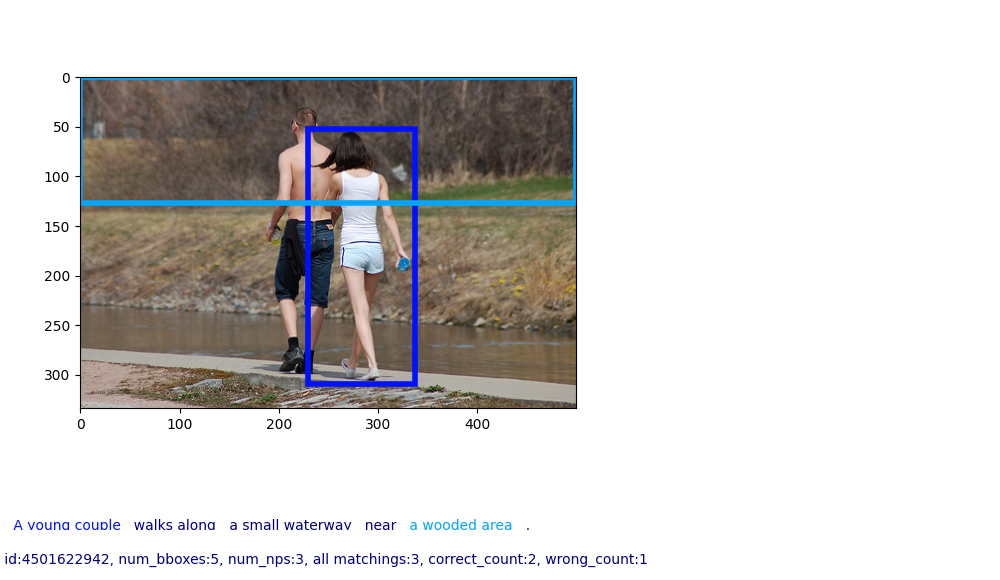 0
50
100
150
200
250
300
0 100 200 300 400
A young couple walks along a small waterway near a wooded area .
id:4501622942, num_bboxes:5, num_nps:3, all matchings:3, correct_count:2, wrong_count:1